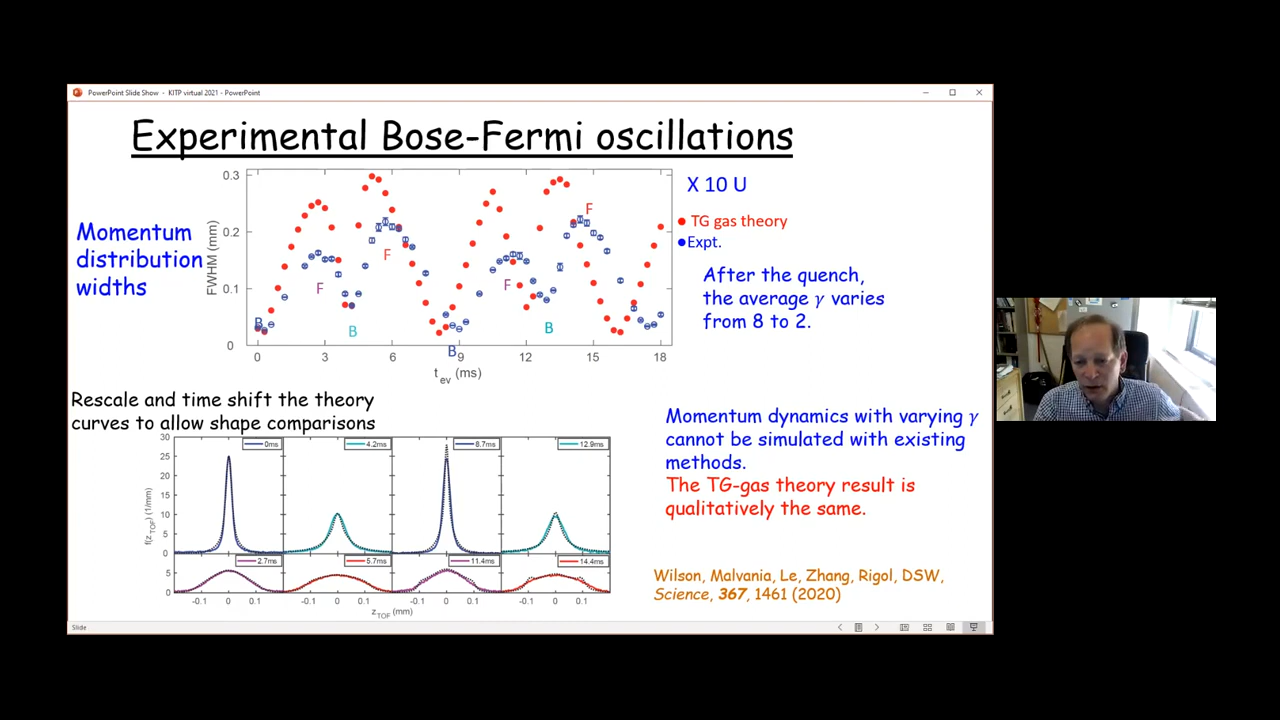 PowerPoint Slide Show - KITP virtual 2021 - PowerPoint
Experimental Bose-Fermi oscillations
Momentum
distribution
widths
FWHM (mm)
0.3
0.2
0.1
0
B
F
B
F
B
F
B
F
0
3
6
9
12
15
18
t ev (ms)
X 10 U
TG gas theory
Expt.
After the quench,
the average γ varies
from 8 to 2.
Rescale and time shift the theory
curves to allow shape comparisons
f(z TOF) (1/mm)
30
25
20
15
10
5
0
0ms
4.2ms
8.7ms
12.9ms
5
0
2.7ms
5.7ms
11.4ms
14.4ms
-0.1 0 0.1 -0.1 0 0.1 -0.1 0 0.1 -0.1 0 0.1
z TOF (mm)
Momentum dynamics with varying γ
cannot be simulated with existing
methods.
The TG-gas theory result is
qualitatively the same.
Wilson, Malvania, Le, Zhang, Rigol, DSW,
Science, 367, 1461 (2020)
Slide